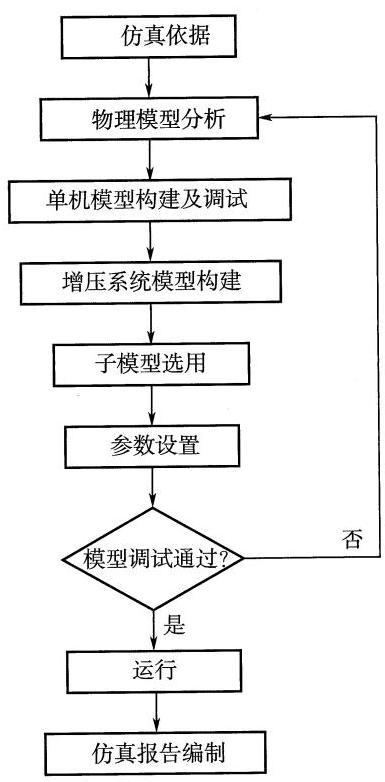 仿真依据
物理模型分析
单机模型构建及调试
增压系统模型构建
子模型选用
参数设置
模型调试通过?
否
是
运行
仿真报告编制